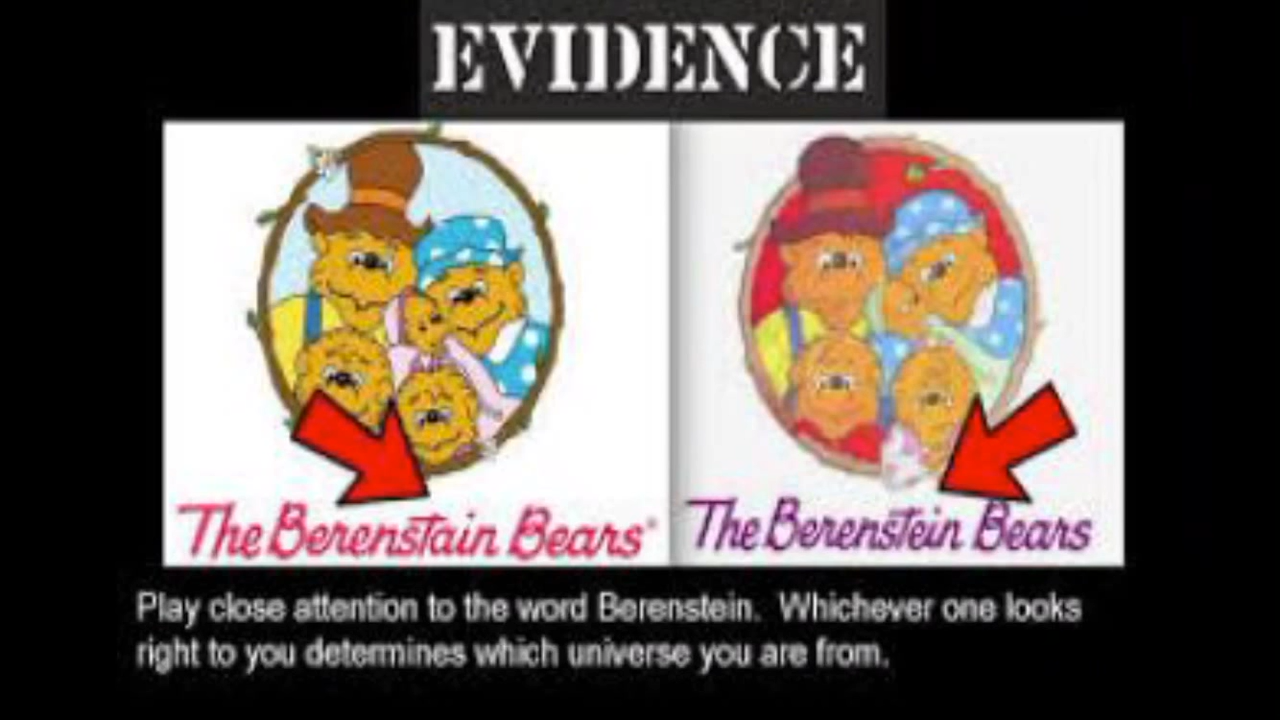 EVIDENCE
The Berenstain Bears®
The Berenstein Bears
Play close attention to the word Berenstein. Whichever one looks
right to you determines which universe you are from.